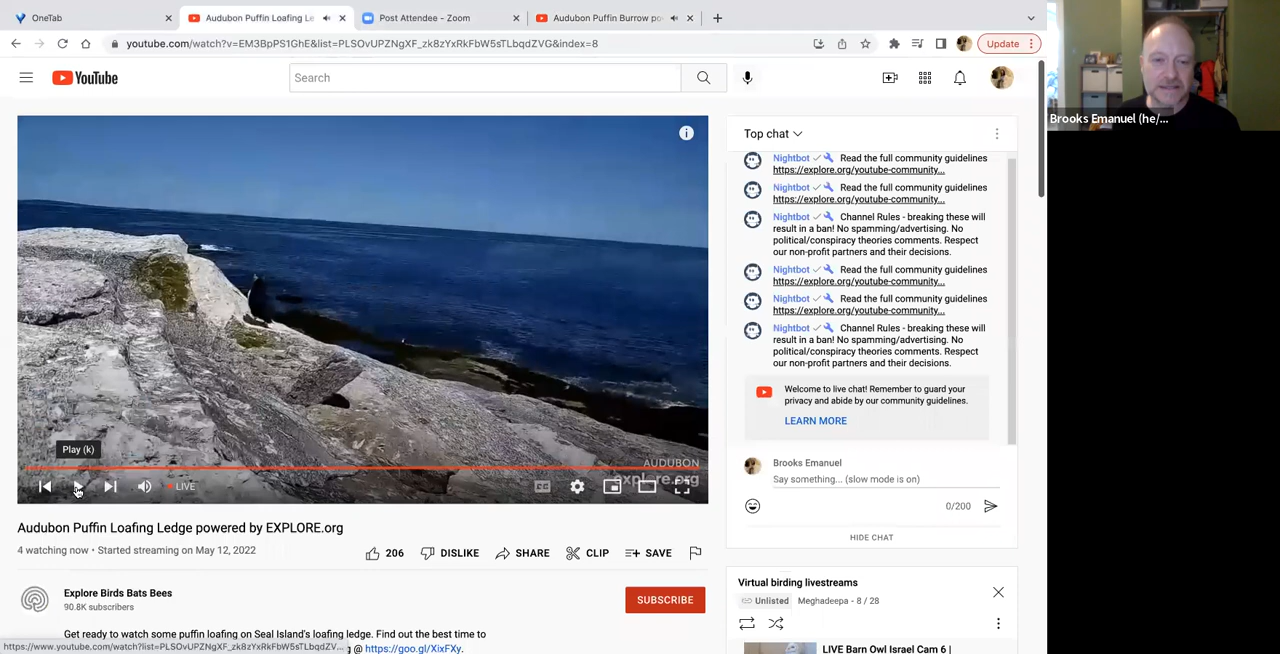 OneTab
Audubon Puffin Loafing Le
Post Attendee - Zoom
Audubon Puffin Burrow po
youtube.com/watch?v=EM3BpPS1GhE&list=PLSOvUPZNgXF_zk8zYxRkFbW5sTLbqdZVG&index=8
Update
YouTube
Search
Brooks Emanuel (he/...
Top chat
Nightbot Read the full community guidelines
https://explore.org/youtube-community...
Nightbot Read the full community guidelines
https://explore.org/youtube-community...
Nightbot Channel Rules - breaking these will
result in a ban! No spamming/advertising. No
political/conspiracy theories comments. Respect
our non-profit partners and their decisions.
Nightbot Read the full community guidelines
https://explore.org/youtube-community...
Nightbot Read the full community guidelines
https://explore.org/youtube-community...
Nightbot Channel Rules - breaking these will
result in a ban! No spamming/advertising. No
political/conspiracy theories comments. Respect
our non-profit partners and their decisions.
Welcome to live chat! Remember to guard your
privacy and abide by our community guidelines.
LEARN MORE
Brooks Emanuel
Say something... (slow mode is on)
0/200
HIDE CHAT
Play (k)
AUDUBON
explore.org
LIVE
Audubon Puffin Loafing Ledge powered by EXPLORE.org
4 watching now • Started streaming on May 12, 2022
206 DISLIKE SHARE CLIP SAVE
Explore Birds Bats Bees
90.8K subscribers
SUBSCRIBE
Get ready to watch some puffin loafing on Seal Island's loafing ledge. Find out the best time to
g @ https://goo.gl/XixFXy.
https://www.youtube.com/watch?list=PLSOvUPZNgXF_zk8zYxRkFbW5sTLbqdZV...
Virtual birding livestreams
Unlisted Meghadeepa - 8 / 28
LIVE Barn Owl Israel Cam 6 |